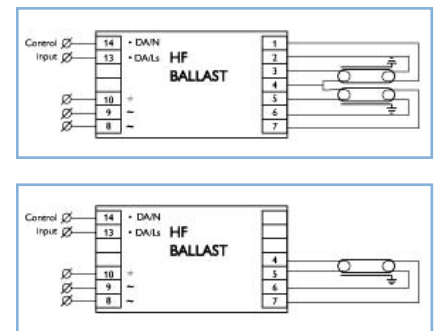 Control 14 • DA/N HF 1
Input 13 • DA/Ls BALLAST 2
3
4
10 + 5
9 ~ 6
8 ~ 7
Control 14 • DA/N HF
Input 13 • DA/Ls BALLAST
4
10 + 5
9 ~ 6
8 ~ 7